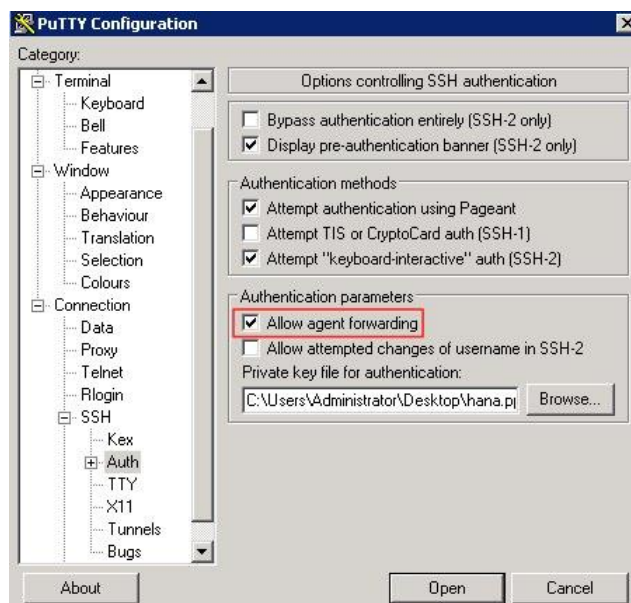 PuTTY Configuration
Category:
Terminal
Keyboard
Bell
Features
Window
Appearance
Behaviour
Translation
Selection
Colours
Connection
Data
Proxy
Telnet
Rlogin
SSH
Kex
Auth
TTY
X11
Tunnels
Bugs
Options controlling SSH authentication
Bypass authentication entirely (SSH-2 only)
Display pre-authentication banner (SSH-2 only)
Authentication methods
Attempt authentication using Pageant
Attempt TIS or CryptoCard auth (SSH-1)
Attempt "keyboard-interactive" auth (SSH-2)
Authentication parameters
Allow agent forwarding
Allow attempted changes of username in SSH-2
Private key file for authentication:
C:\Users\Administrator\Desktop\hana.pp
Browse...
About
Open
Cancel